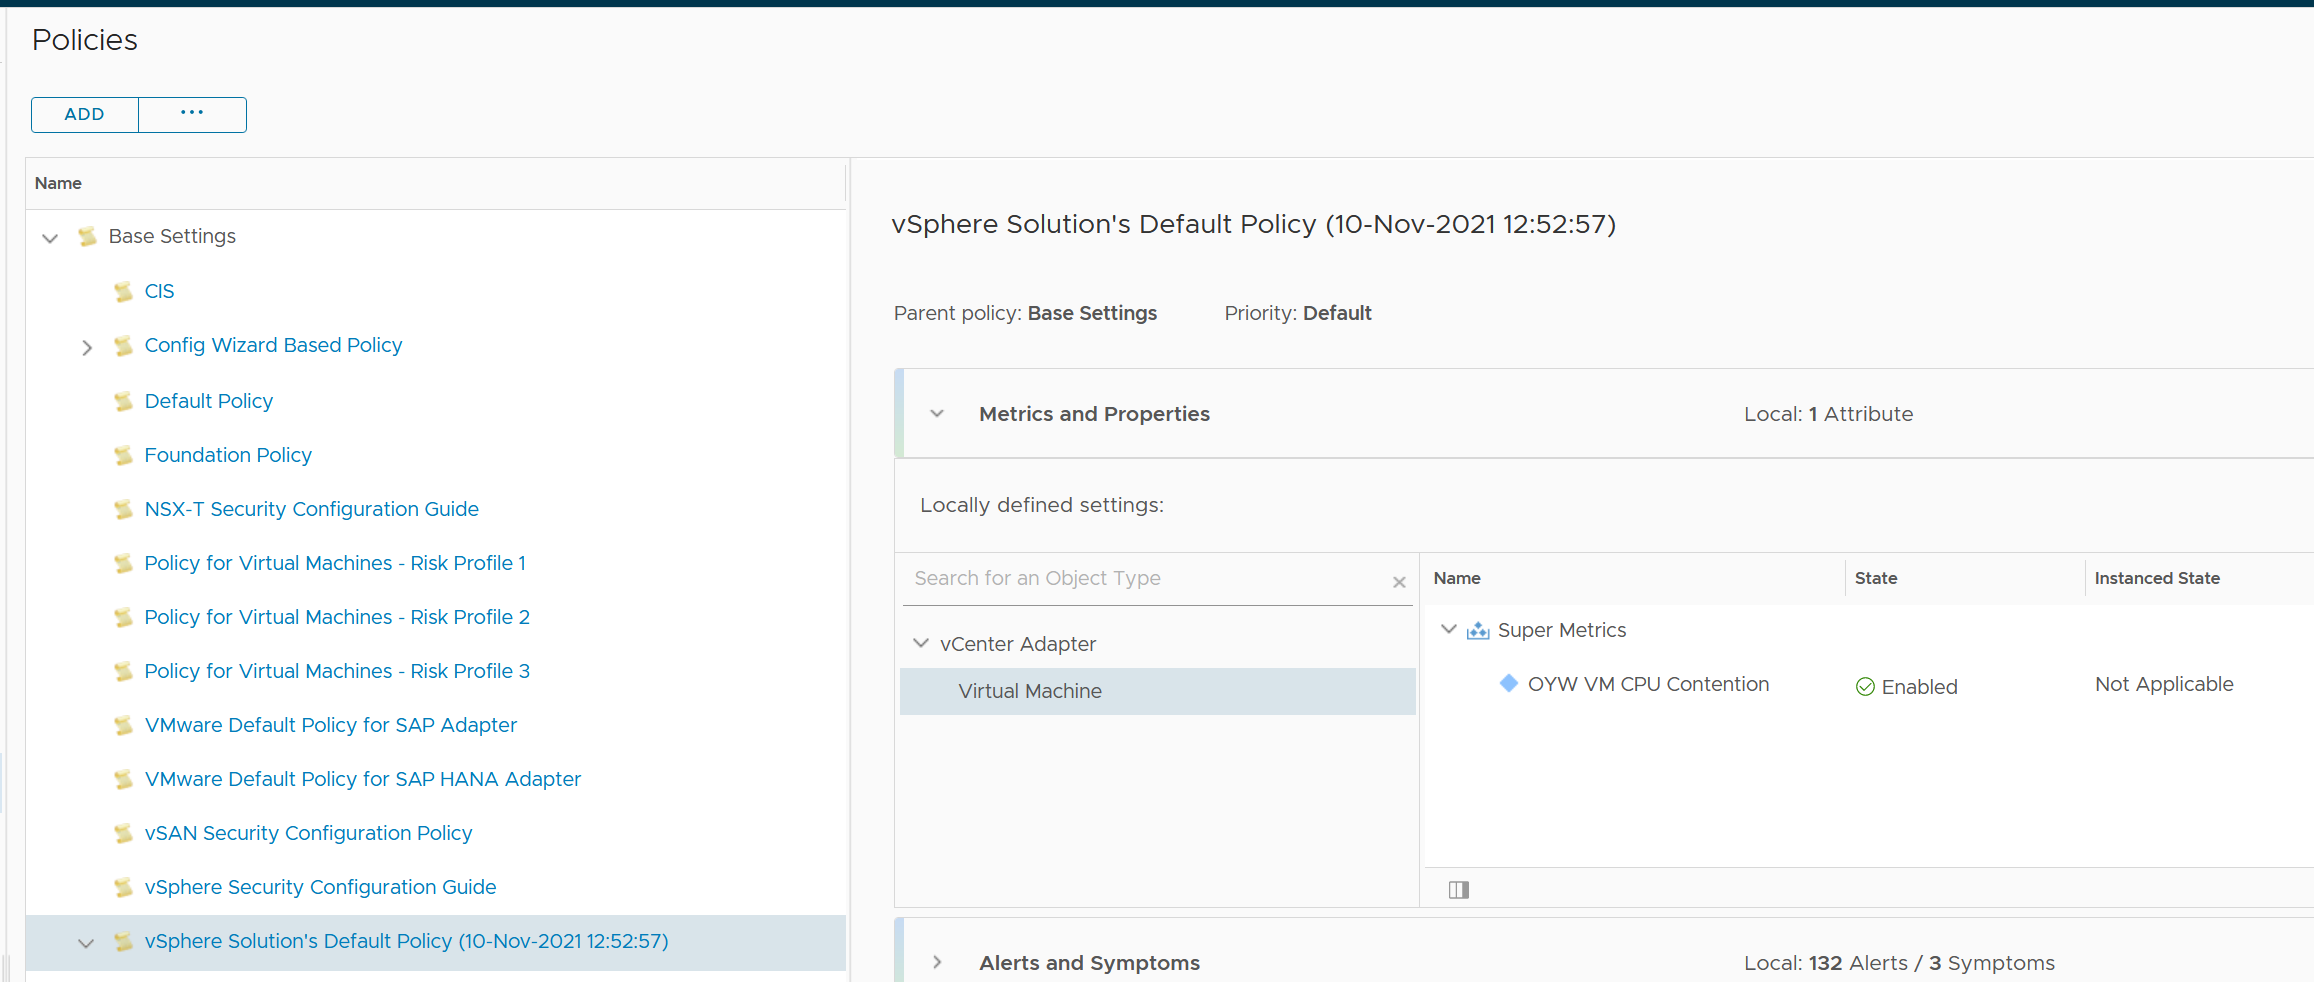 Policies
ADD
...
Name
Base Settings
CIS
Config Wizard Based Policy
Default Policy
Foundation Policy
NSX-T Security Configuration Guide
Policy for Virtual Machines - Risk Profile 1
Policy for Virtual Machines - Risk Profile 2
Policy for Virtual Machines - Risk Profile 3
VMware Default Policy for SAP Adapter
VMware Default Policy for SAP HANA Adapter
vSAN Security Configuration Policy
vSphere Security Configuration Guide
vSphere Solution's Default Policy (10-Nov-2021 12:52:57)
vSphere Solution's Default Policy (10-Nov-2021 12:52:57)
Parent policy: Base Settings Priority: Default
Metrics and Properties Local: 1 Attribute
Locally defined settings:
Search for an Object Type
vCenter Adapter
Virtual Machine
Name State Instanced State
Super Metrics
OYW VM CPU Contention Enabled Not Applicable
Alerts and Symptoms Local: 132 Alerts / 3 Symptoms